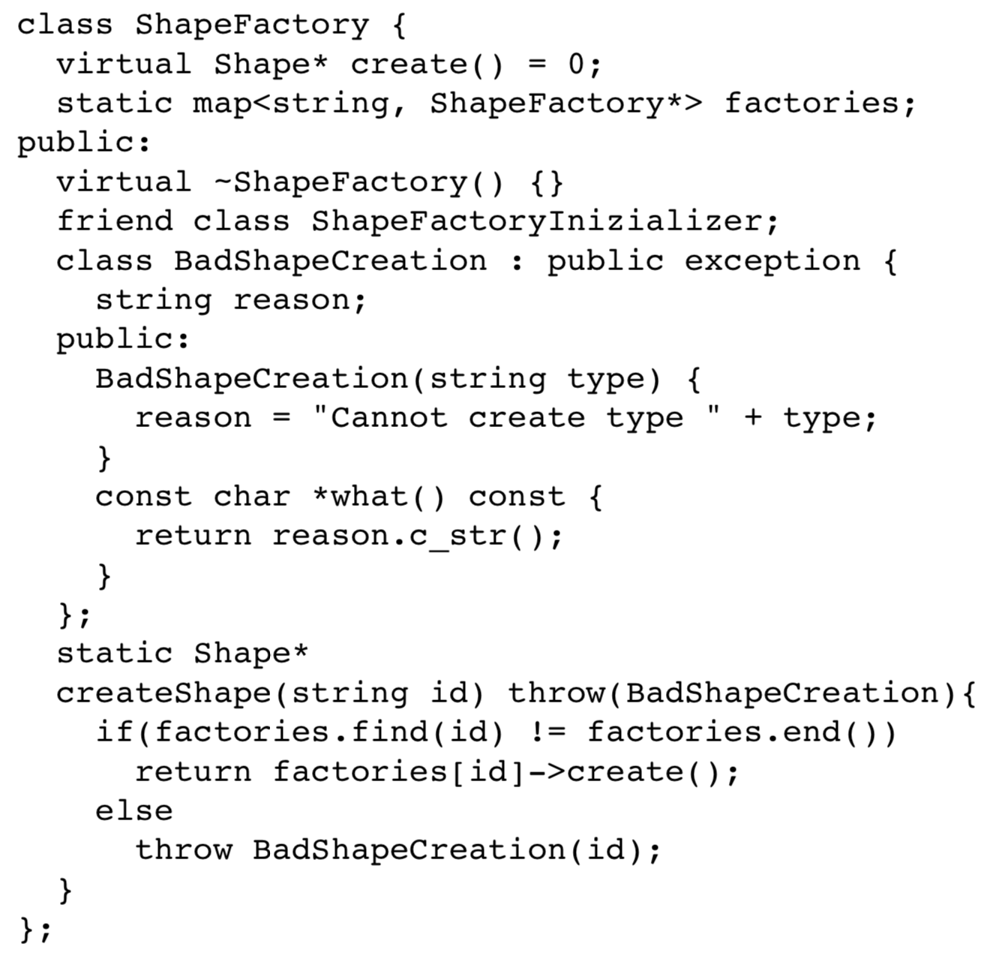 class ShapeFactory {
  virtual Shape* create() = 0;
  static map<string, ShapeFactory*> factories;
public:
  virtual ~ShapeFactory() {}
  friend class ShapeFactoryInizializer;
  class BadShapeCreation : public exception {
    string reason;
  public:
    BadShapeCreation(string type) {
      reason = "Cannot create type " + type;
    }
    const char *what() const {
      return reason.c_str();
    }
  };
  static Shape*
  createShape(string id) throw(BadShapeCreation){
    if(factories.find(id) != factories.end())
      return factories[id]->create();
    else
      throw BadShapeCreation(id);
  }
};